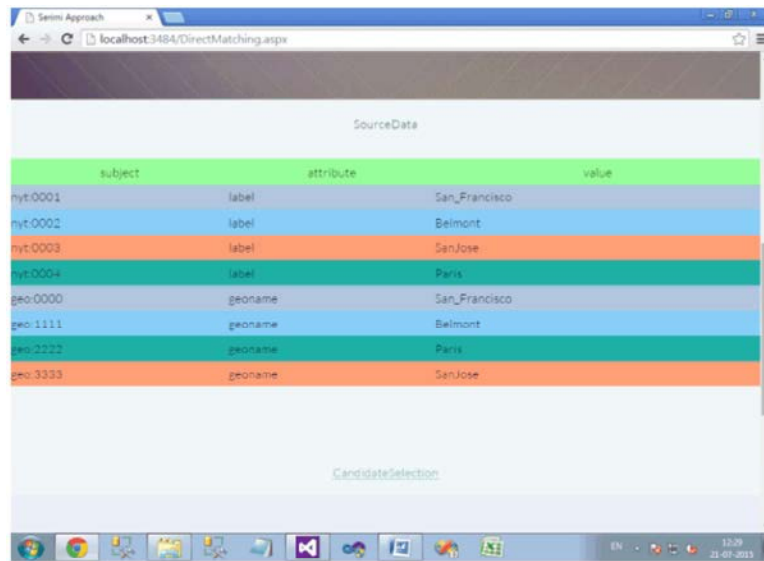 Serimi Approach
localhost:3484/DirectMatching.aspx
SourceData
subject attribute value
nyt:0001 label San_Francisco
nyt:0002 label Belmont
nyt:0003 label SanJose
nyt:0004 label Paris
geo:0000 geoname San_Francisco
geo:1111 geoname Belmont
geo:2222 geoname Paris
geo:3333 geoname SanJose
CandidateSelection
EN 12:29
21-07-2015